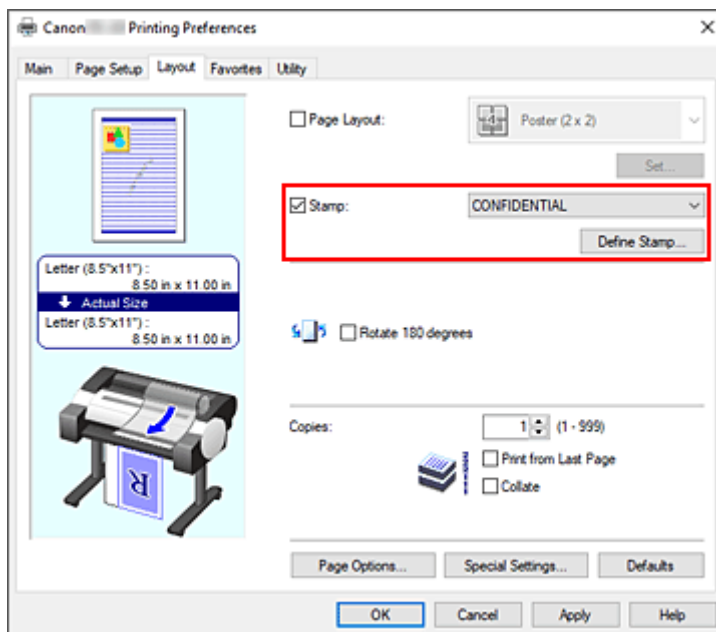 Canon Printing Preferences
Main Page Setup Layout Favorites Utility
Page Layout: Poster (2 x 2)
Set...
Stamp: CONFIDENTIAL
Define Stamp...
Letter (8.5"x11") :
8.50 in x 11.00 in
Actual Size
Letter (8.5"x11") :
8.50 in x 11.00 in
Rotate 180 degrees
R
Copies: 1 (1 - 999)
Print from Last Page
Collate
Page Options... Special Settings... Defaults
OK Cancel Apply Help